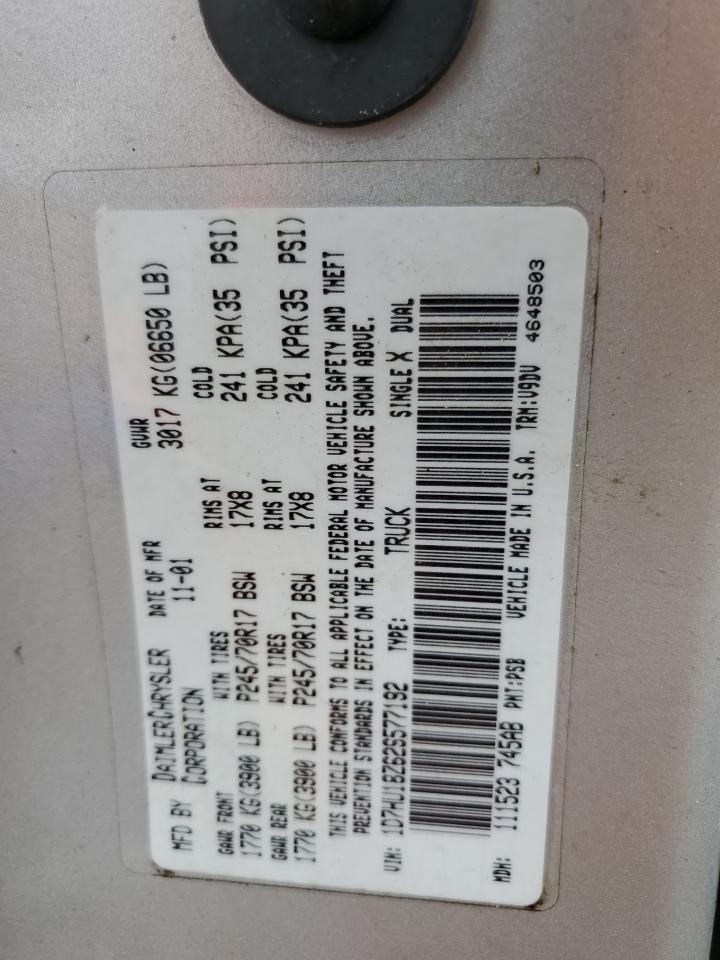 MFD BY DAIMLERCHRYSLER CORPORATION DATE OF MFR 11-01 GVWR 3017 KG(06650 LB)
GAWR FRONT WITH TIRES RIMS AT COLD
1770 KG(3900 LB) P245/70R17 BSW 17X8 241 KPA(35 PSI)
GAWR REAR WITH TIRES RIMS AT COLD
1770 KG(3900 LB) P245/70R17 BSW 17X8 241 KPA(35 PSI)
THIS VEHICLE CONFORMS TO ALL APPLICABLE FEDERAL MOTOR VEHICLE SAFETY AND THEFT
PREVENTION STANDARDS IN EFFECT ON THE DATE OF MANUFACTURE SHOWN ABOVE.
VIN: 1D7HU18Z62S577192 TYPE: TRUCK SINGLE X DUAL
MDH: 111523 745AB PNT:PSB VEHICLE MADE IN U.S.A. TRM:V9DV 4648503